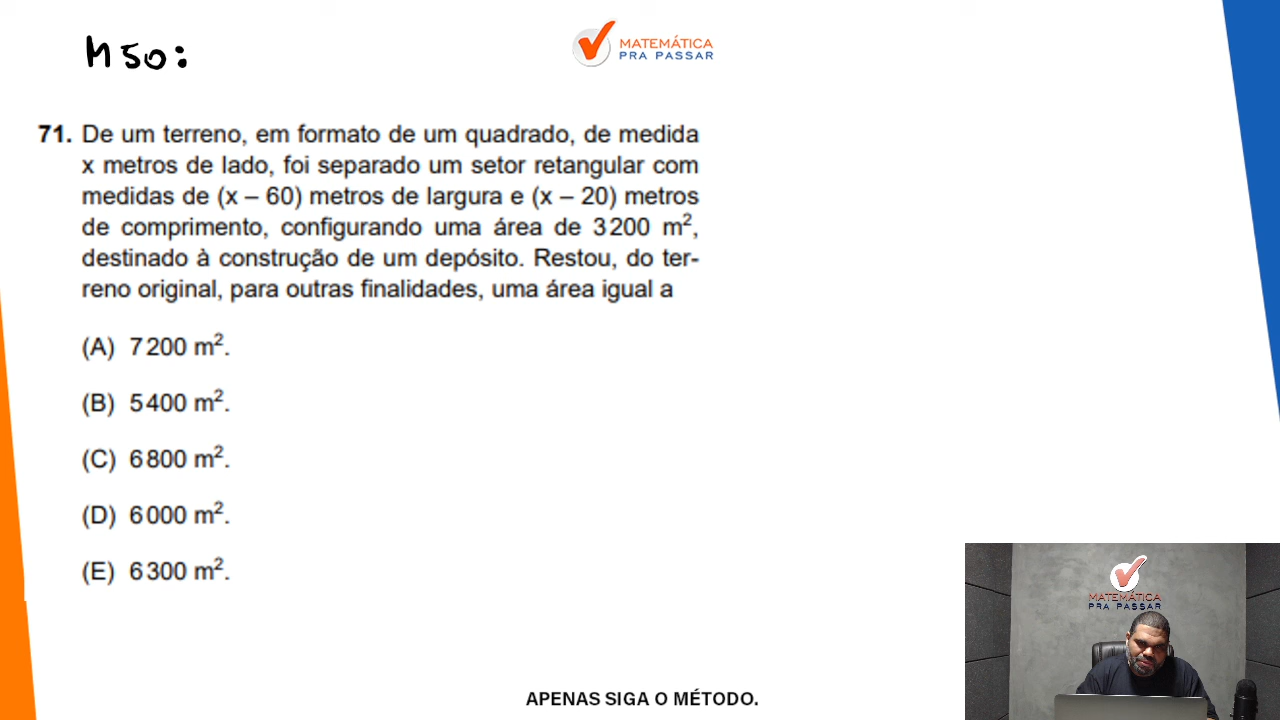 M50:
MATEMÁTICA
PRA PASSAR
71. De um terreno, em formato de um quadrado, de medida
x metros de lado, foi separado um setor retangular com
medidas de (x – 60) metros de largura e (x – 20) metros
de comprimento, configurando uma área de 3 200 m²,
destinado à construção de um depósito. Restou, do ter-
reno original, para outras finalidades, uma área igual a
(A) 7 200 m².
(B) 5 400 m².
(C) 6 800 m².
(D) 6 000 m².
(E) 6 300 m².
MATEMÁTICA
PRA PASSAR
APENAS SIGA O MÉTODO.